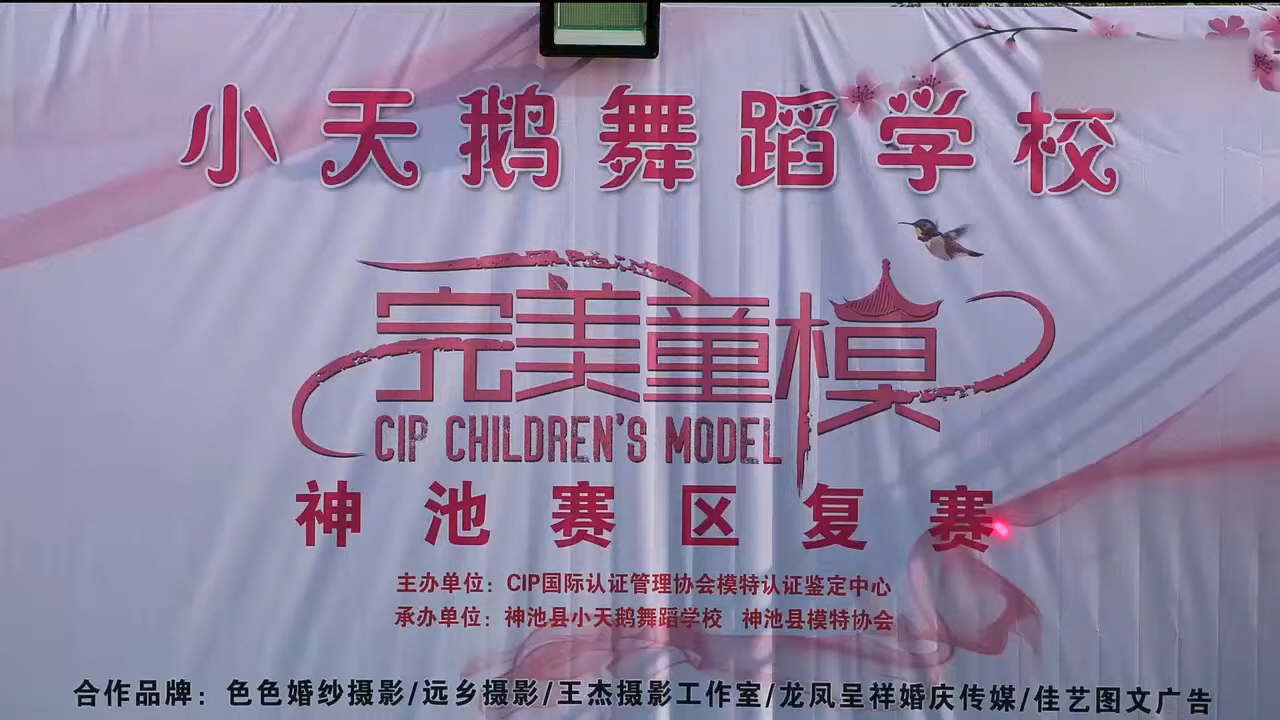 小天鹅舞蹈学校
完美童模
CIP CHILDREN'S MODEL
神池赛区复赛
主办单位：CIP国际认证管理协会模特认证鉴定中心
承办单位：神池县小天鹅舞蹈学校 神池县模特协会
合作品牌：色色婚纱摄影/远乡摄影/王杰摄影工作室/龙凤呈祥婚庆传媒/佳艺图文广告